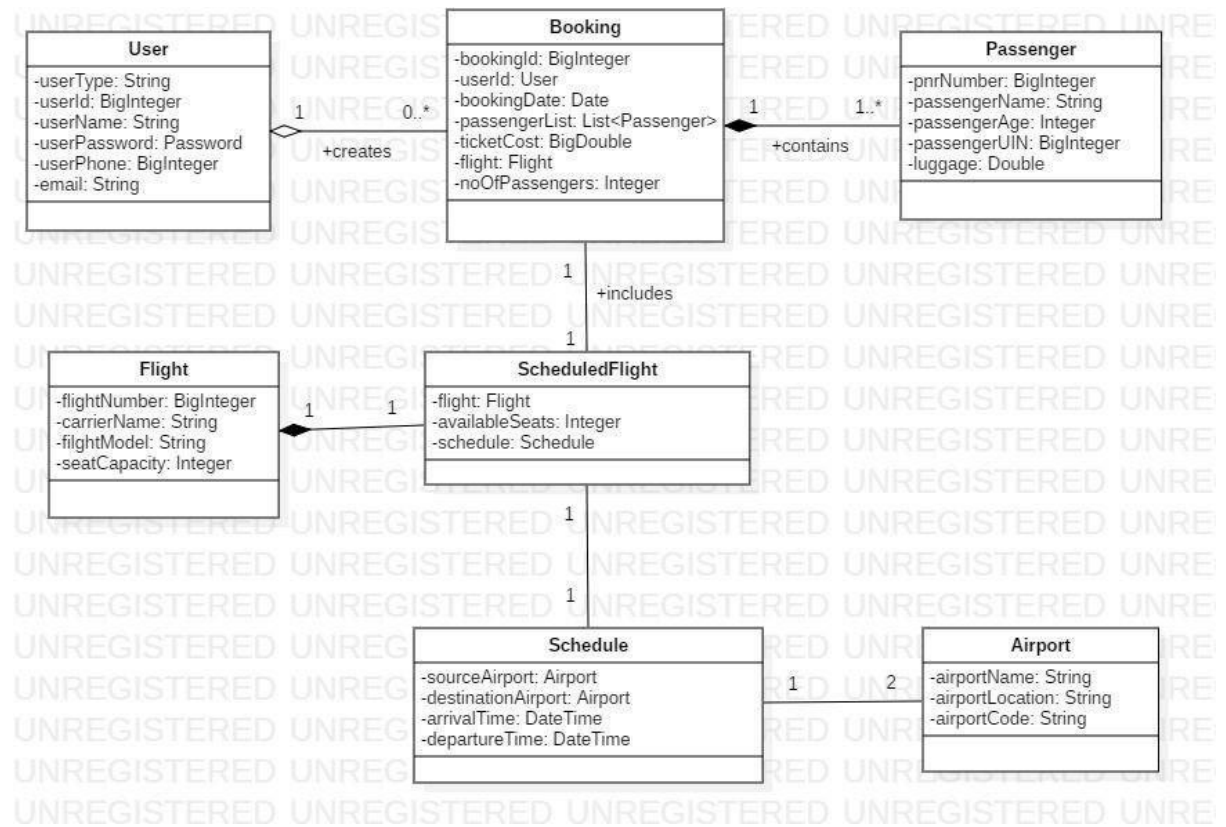 User
-userType: String
-userId: BigInteger
-userName: String
-userPassword: Password
-userPhone: BigInteger
-email: String
1
0..*
+creates
Booking
-bookingId: BigInteger
-userId: User
-bookingDate: Date
-passengerList: List<Passenger>
-ticketCost: BigDouble
-flight: Flight
-noOfPassengers: Integer
1
1..*
+contains
Passenger
-pnrNumber: BigInteger
-passengerName: String
-passengerAge: Integer
-passengerUIN: BigInteger
-luggage: Double
1
+includes
1
Flight
-flightNumber: BigInteger
-carrierName: String
-filghtModel: String
-seatCapacity: Integer
1
1
ScheduledFlight
-flight: Flight
-availableSeats: Integer
-schedule: Schedule
1
1
Schedule
-sourceAirport: Airport
-destinationAirport: Airport
-arrivalTime: DateTime
-departureTime: DateTime
1
2
Airport
-airportName: String
-airportLocation: String
-airportCode: String
UNREGISTERED